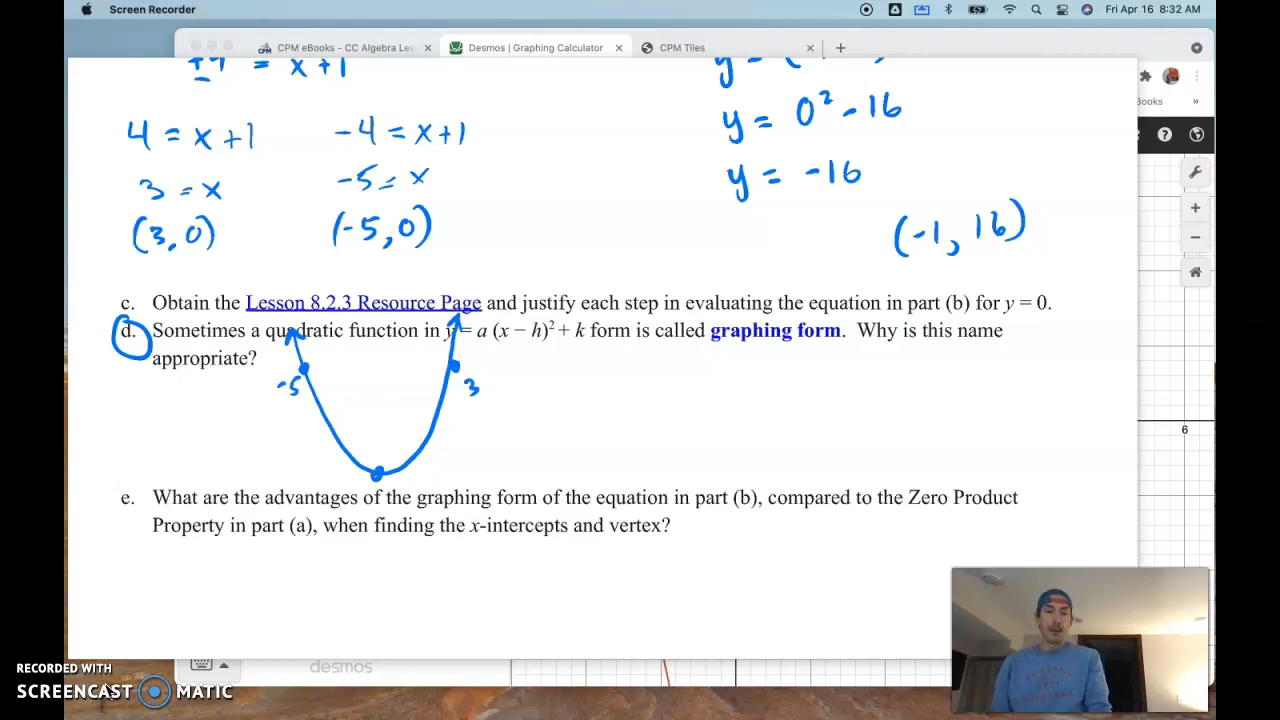 Screen Recorder
Fri Apr 16 8:32 AM
CPM eBooks - CC Algebra Les
Desmos | Graphing Calculator
CPM Tiles
Books
»
= x+1
y =
4 = x+1
-4 = x+1
y = 0² - 16
3 = x
-5 = x
y = -16
(3, 0)
(-5, 0)
(-1, 16)
c. Obtain the Lesson 8.2.3 Resource Page and justify each step in evaluating the equation in part (b) for y = 0.
d. Sometimes a quadratic function in y = a (x − h)² + k form is called graphing form. Why is this name
appropriate?
-5
3
6
e. What are the advantages of the graphing form of the equation in part (b), compared to the Zero Product
Property in part (a), when finding the x-intercepts and vertex?
desmos
RECORDED WITH
SCREENCAST MATIC